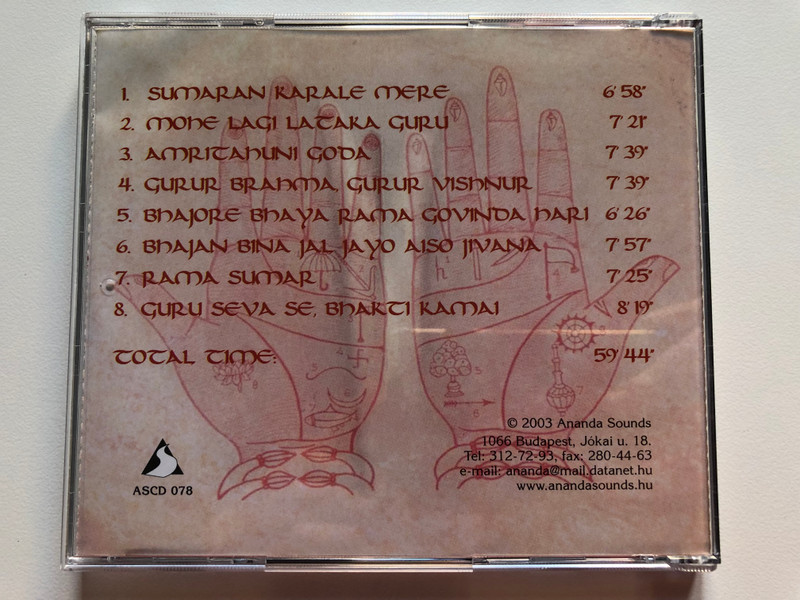 1. SUMARAN KARALE MERE 6' 58"
2. MOHE LAGI LATAKA GURU 7' 21"
3. AMRITAHUNI GODA 7' 39"
4. GURUR BRAHMA, GURUR VISHNUR 7' 39"
5. BHAJORE BHAYA RAMA GOVINDA HARI 6' 26"
6. BHAJAN BINA JAL JAYO AISO JIVANA 7' 57"
7. RAMA SUMAR 7' 25"
8. GURU SEVA SE, BHAKTI KAMAI 8' 19"
TOTAL TIME: 59' 44"
© 2003 Ananda Sounds
1066 Budapest, Jókai u. 18.
Tel: 312-72-93, fax: 280-44-63
e-mail: ananda@mail.datanet.hu
www.anandasounds.hu
ASCD 078